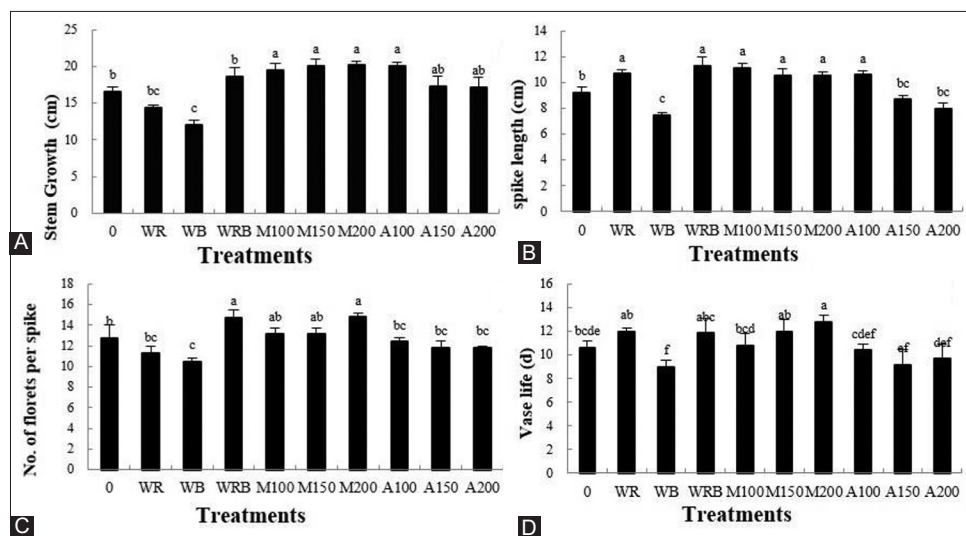 25
20
15
10
5
0
Stem Growth (cm)
b bc c b a a a a ab ab
0 WR WB WRB M100 M150 M200 A100 A150 A200
Treatments
A
14
12
10
8
6
4
2
0
spike length (cm)
b a c a a a a a bc bc
0 WR WB WRB M100 M150 M200 A100 A150 A200
Treatments
B
18
16
14
12
10
8
6
4
2
0
No. of florets per spike
b bc c a ab ab a bc bc bc
0 WR WB WRB M100 M150 M200 A100 A150 A200
Treatments
C
16
14
12
10
8
6
4
2
0
Vase life (d)
bcde ab f abc bcd ab a cdef ef def
0 WR WB WRB M100 M150 M200 A100 A150 A200
Treatments
D